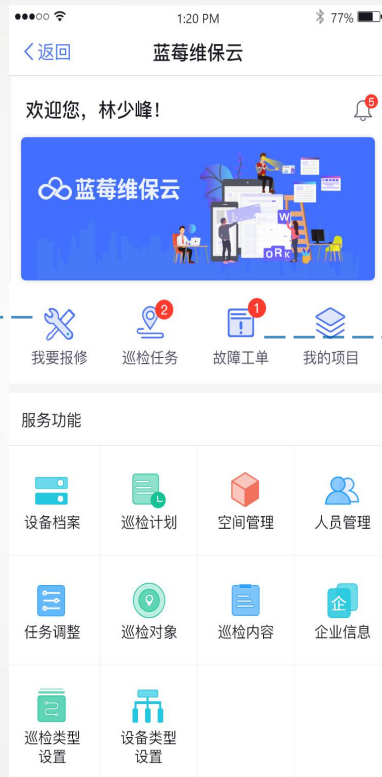 1:20 PM
77%
返回
蓝莓维保云
欢迎您，林少峰！
5
蓝莓维保云
W
ORK
2
1
我要报修 巡检任务 故障工单 我的项目
服务功能
设备档案 巡检计划 空间管理 人员管理
企
任务调整 巡检对象 巡检内容 企业信息
巡检类型 设备类型
设置 设置